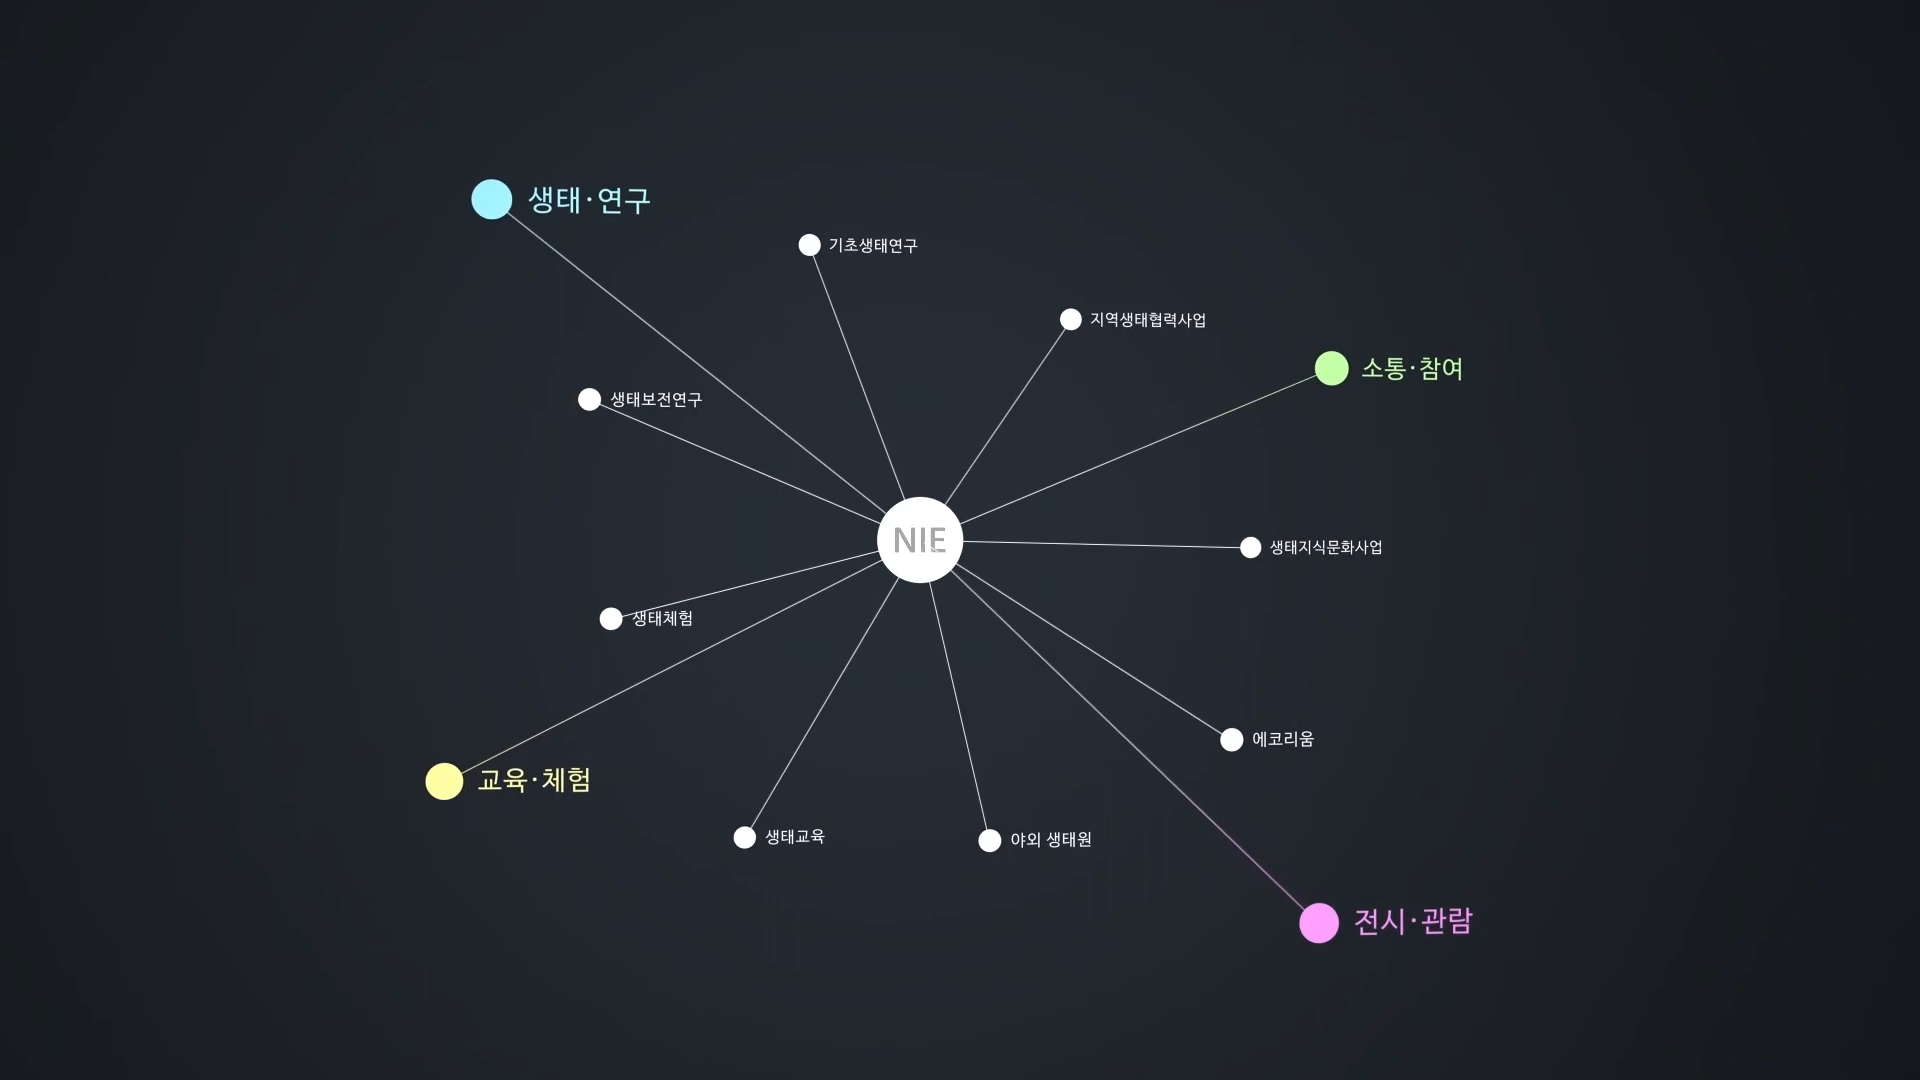 생태·연구
기초생태연구
지역생태협력사업
소통·참여
생태보전연구
NIE
생태지식문화사업
생태체험
에코리움
교육·체험
생태교육
야외 생태원
전시·관람